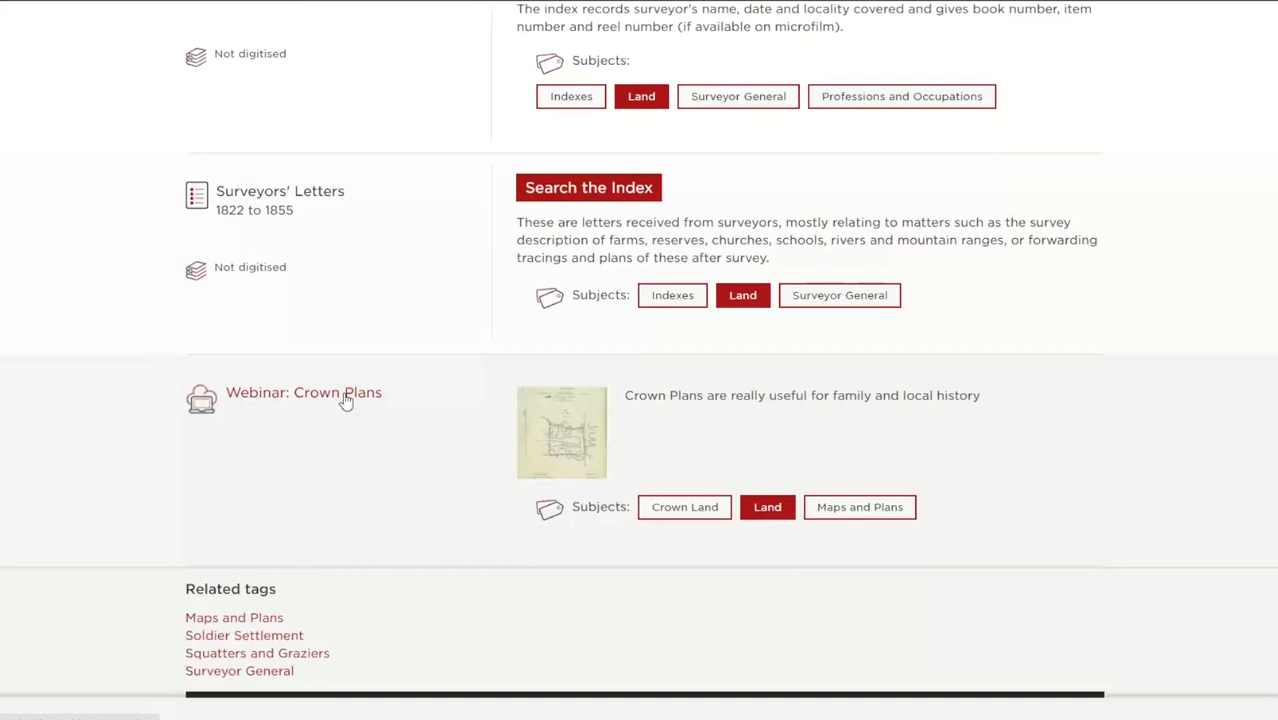 The index records surveyor's name, date and locality covered and gives book number, item
number and reel number (if available on microfilm).
Not digitised
Subjects:
Indexes Land Surveyor General Professions and Occupations
Surveyors' Letters
1822 to 1855
Not digitised
Search the Index
These are letters received from surveyors, mostly relating to matters such as the survey
description of farms, reserves, churches, schools, rivers and mountain ranges, or forwarding
tracings and plans of these after survey.
Subjects: Indexes Land Surveyor General
Webinar: Crown Plans
Crown Plans are really useful for family and local history
Subjects: Crown Land Land Maps and Plans
Related tags
Maps and Plans
Soldier Settlement
Squatters and Graziers
Surveyor General